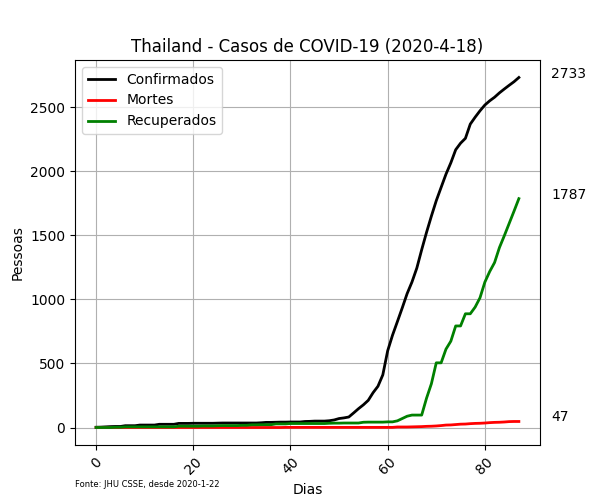 Thailand - Casos de COVID-19 (2020-4-18)
Confirmados
Mortes
Recuperados
2733
1787
47
2500
2000
1500
1000
500
0
Pessoas
0
20
40
60
80
Dias
Fonte: JHU CSSE, desde 2020-1-22